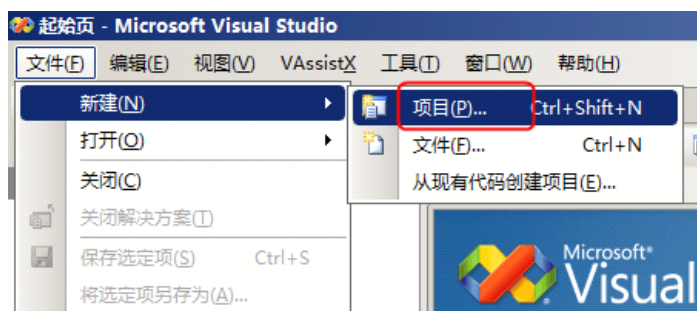 起始页 - Microsoft Visual Studio
文件(F) 编辑(E) 视图(V) VAssistX 工具(T) 窗口(W) 帮助(H)
新建(N)
项目(P)... Ctrl+Shift+N
打开(O)
文件(F)... Ctrl+N
关闭(C)
从现有代码创建项目(E)...
关闭解决方案(T)
保存选定项(S) Ctrl+S
将选定项另存为(A)...
Microsoft
Visual